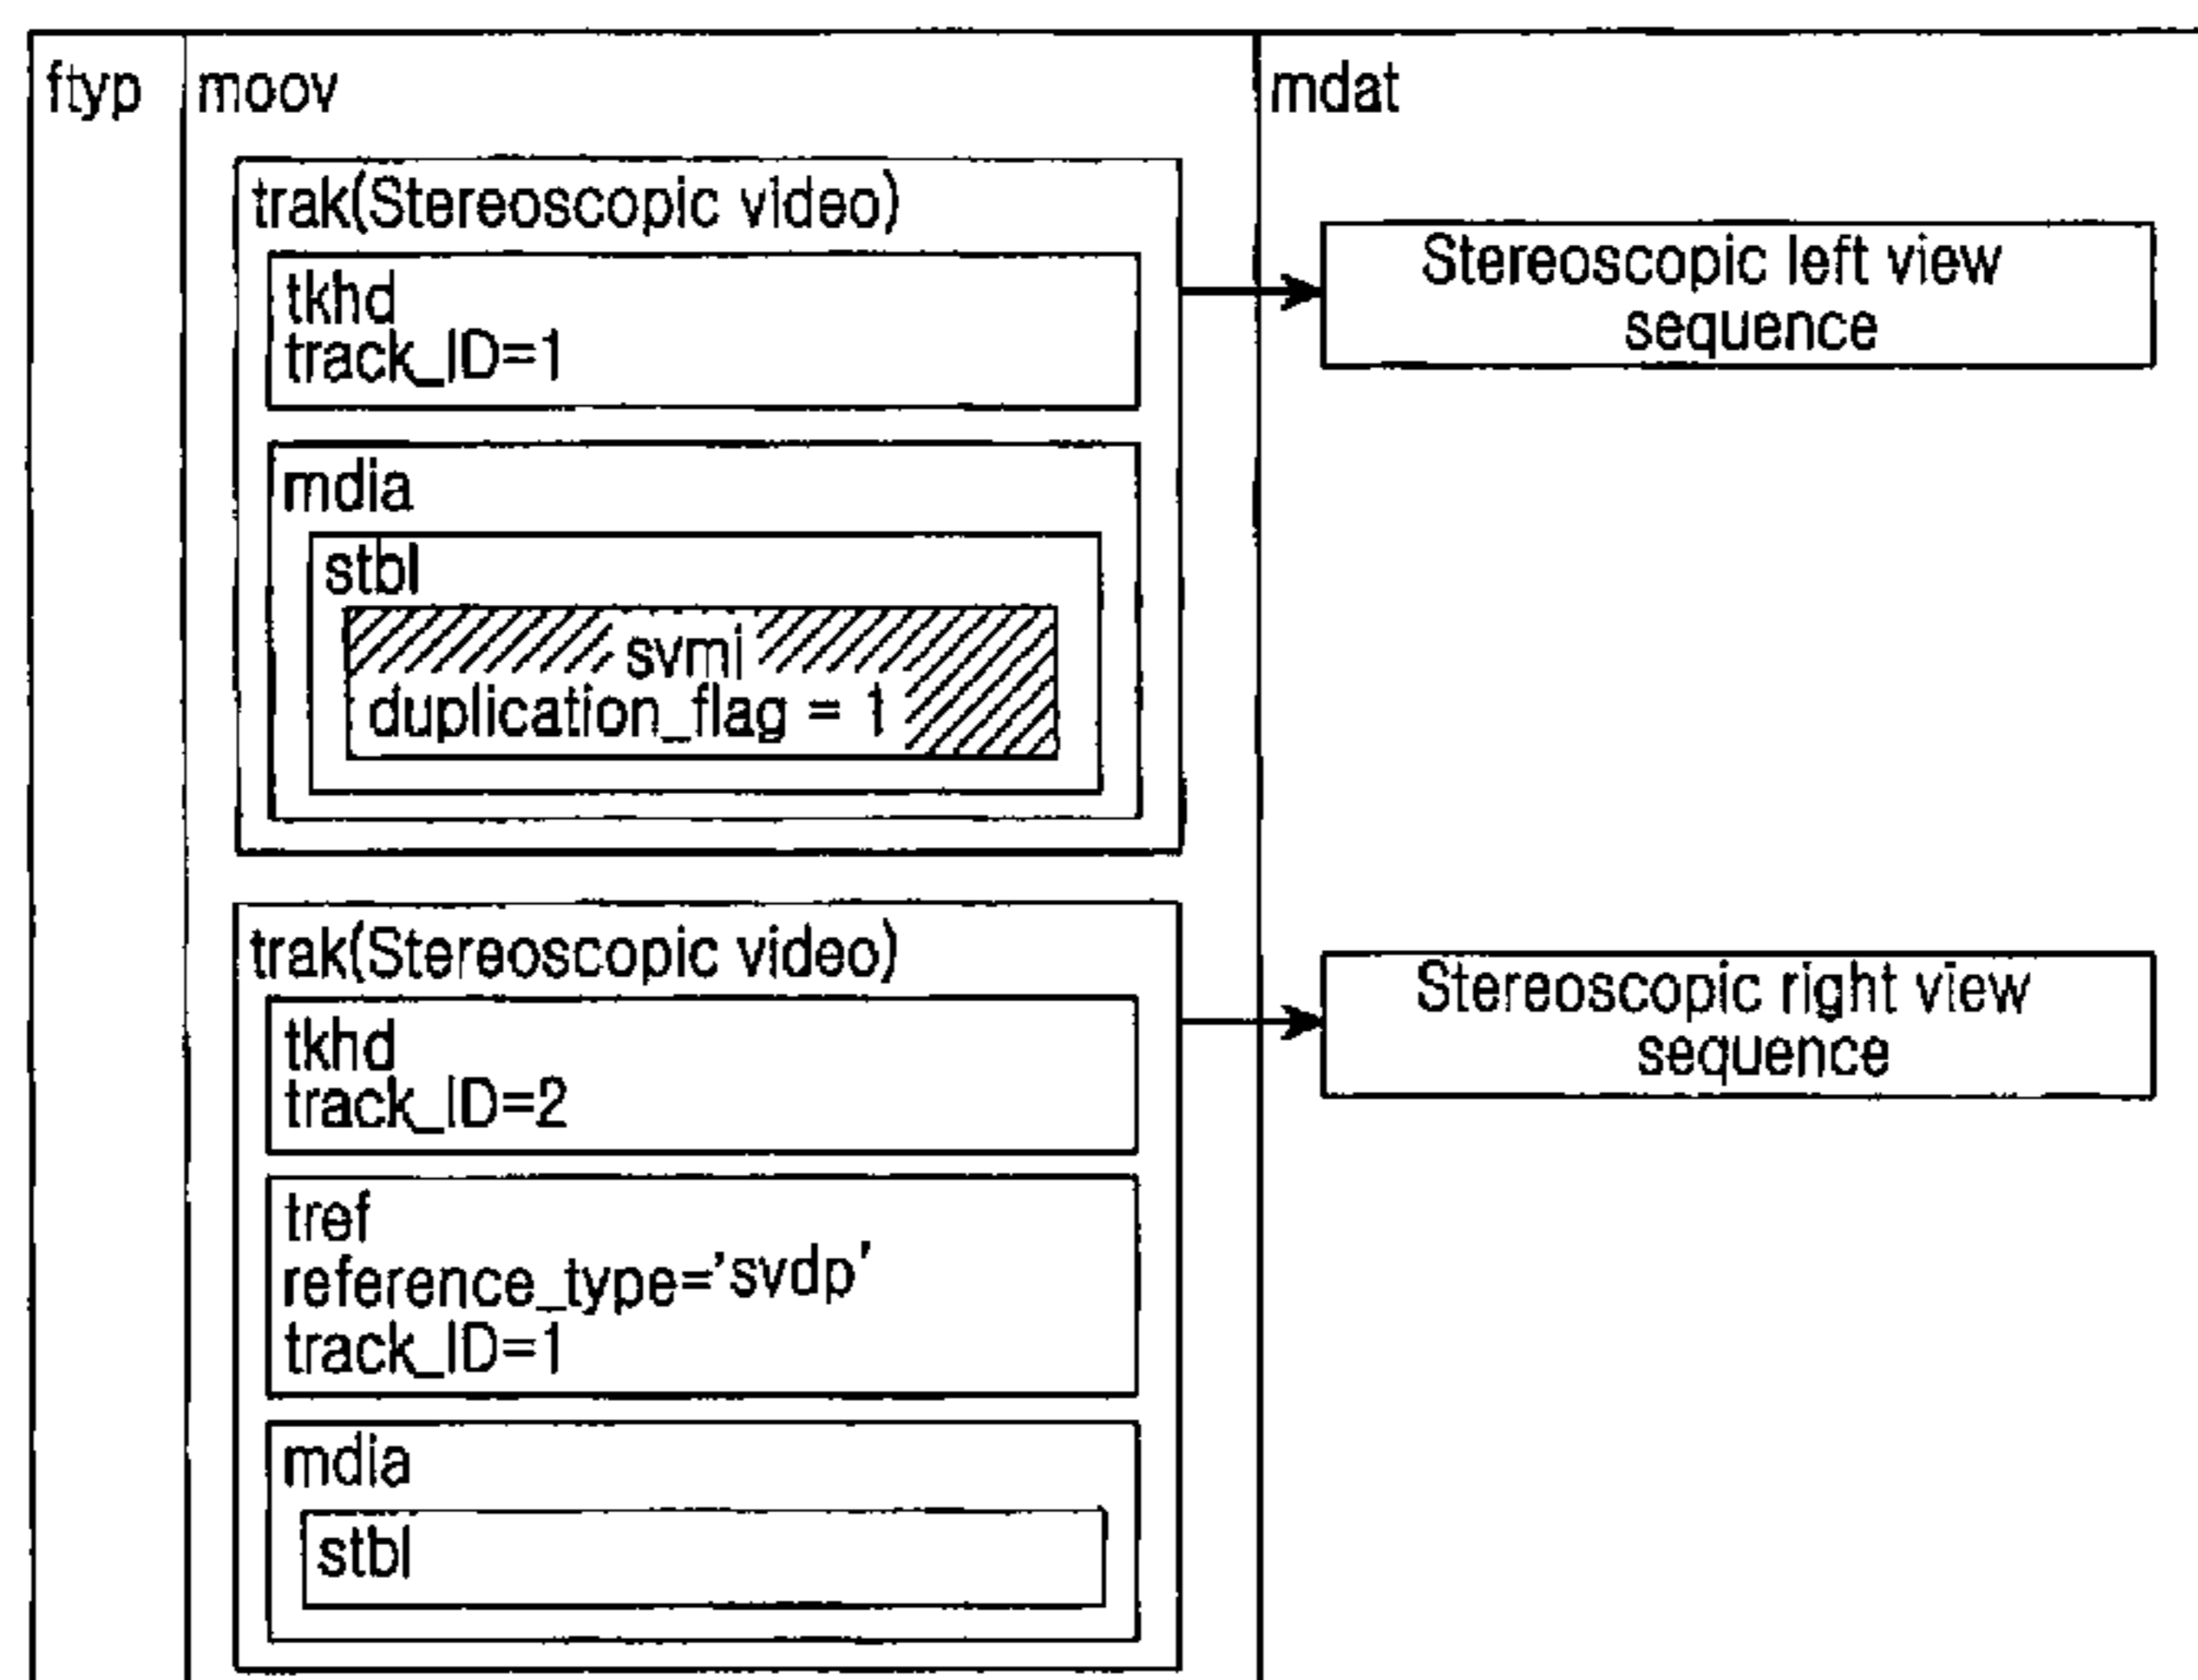 ftyp
moov
mdat
trak(Stereoscopic video)
tkhd
track_ID=1
mdia
stbl
svmi
duplication_flag = 1
Stereoscopic left view
sequence
trak(Stereoscopic video)
tkhd
track_ID=2
tref
reference_type='svdp'
track_ID=1
mdia
stbl
Stereoscopic right view
sequence